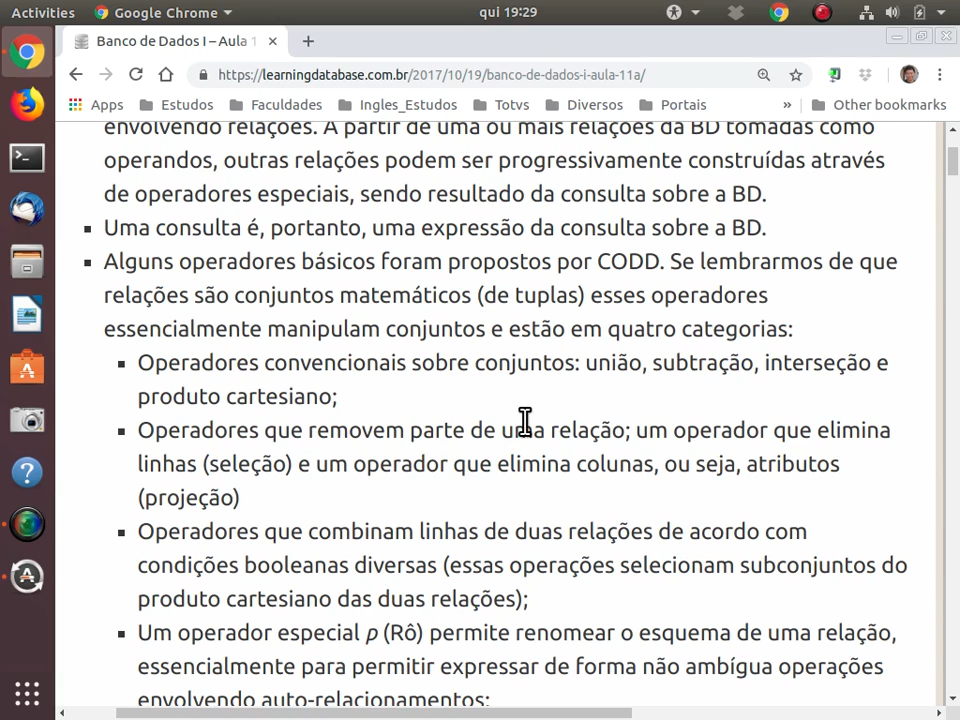 Activities Google Chrome qui 19:29
Banco de Dados I – Aula 1
https://learningdatabase.com.br/2017/10/19/banco-de-dados-i-aula-11a/
Apps Estudos Faculdades Ingles_Estudos Totvs Diversos Portais » Other bookmarks
envolvendo relações. A partir de uma ou mais relações da BD tomadas como
operandos, outras relações podem ser progressivamente construídas através
de operadores especiais, sendo resultado da consulta sobre a BD.
Uma consulta é, portanto, uma expressão da consulta sobre a BD.
Alguns operadores básicos foram propostos por CODD. Se lembrarmos de que
relações são conjuntos matemáticos (de tuplas) esses operadores
essencialmente manipulam conjuntos e estão em quatro categorias:
Operadores convencionais sobre conjuntos: união, subtração, interseção e
produto cartesiano;
Operadores que removem parte de uma relação; um operador que elimina
linhas (seleção) e um operador que elimina colunas, ou seja, atributos
(projeção)
Operadores que combinam linhas de duas relações de acordo com
condições booleanas diversas (essas operações selecionam subconjuntos do
produto cartesiano das duas relações);
Um operador especial p (Rô) permite renomear o esquema de uma relação,
essencialmente para permitir expressar de forma não ambígua operações
envolvendo auto-relacionamentos;